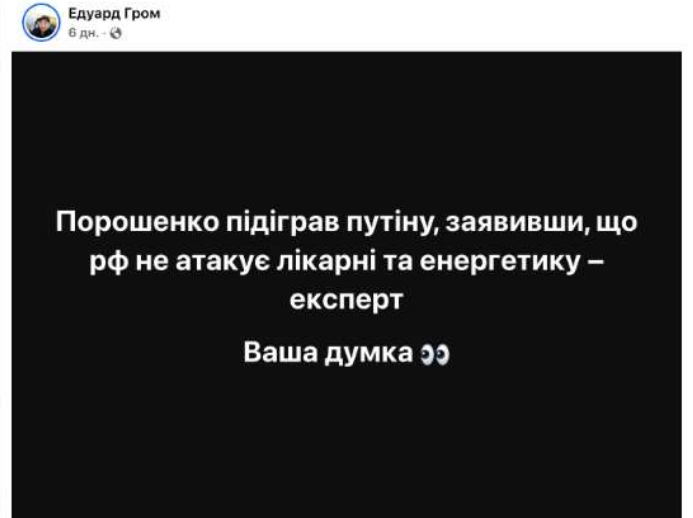 Едуард Гром
6 дн. ·
Порошенко підіграв путіну, заявивши, що
рф не атакує лікарні та енергетику –
експерт
Ваша думка 👀